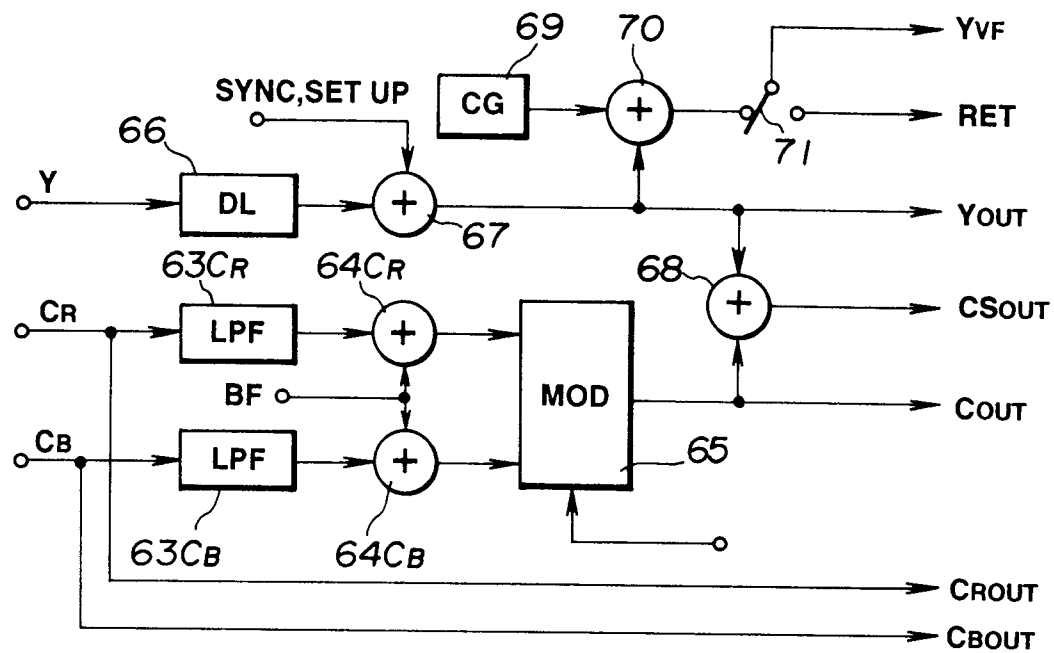 69
70
YVF
SYNC,SET UP
CG
+
RET
71
66
Y
DL
+
67
YOUT
63CR
64CR
68
CR
LPF
+
+
CSOUT
BF
MOD
COUT
CB
LPF
+
65
63CB
64CB
CROUT
CBOUT